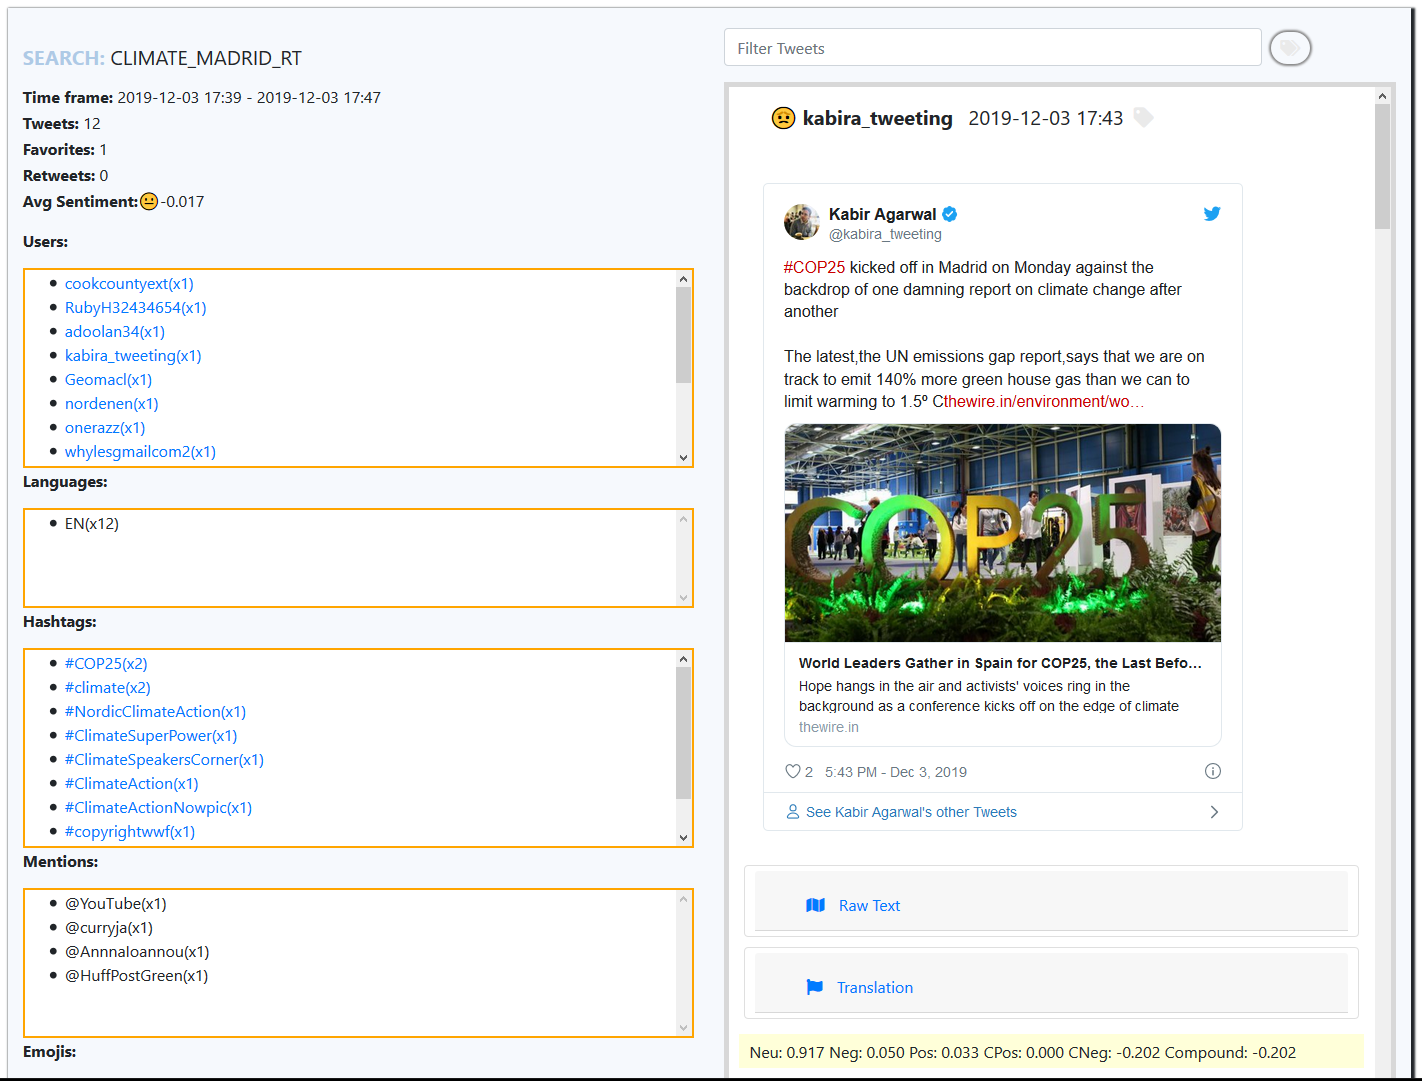 SEARCH: CLIMATE_MADRID_RT
Time frame: 2019-12-03 17:39 - 2019-12-03 17:47
Tweets: 12
Favorites: 1
Retweets: 0
Avg Sentiment: -0.017
Users:
cookcountyext(x1)
RubyH32434654(x1)
adoolan34(x1)
kabira_tweeting(x1)
Geomacl(x1)
nordenen(x1)
onerazz(x1)
whylesgmailcom2(x1)
Languages:
EN(x12)
Hashtags:
#COP25(x2)
#climate(x2)
#NordicClimateAction(x1)
#ClimateSuperPower(x1)
#ClimateSpeakersCorner(x1)
#ClimateAction(x1)
#ClimateActionNowpic(x1)
#copyrightwwf(x1)
Mentions:
@YouTube(x1)
@curryja(x1)
@AnnnaIoannou(x1)
@HuffPostGreen(x1)
Emojis:
Filter Tweets
kabira_tweeting 2019-12-03 17:43
Kabir Agarwal
@kabira_tweeting
#COP25 kicked off in Madrid on Monday against the
backdrop of one damning report on climate change after
another
The latest,the UN emissions gap report,says that we are on
track to emit 140% more green house gas than we can to
limit warming to 1.5º Cthewire.in/environment/wo…
COP25
World Leaders Gather in Spain for COP25, the Last Befo...
Hope hangs in the air and activists' voices ring in the
background as a conference kicks off on the edge of climate
thewire.in
2 5:43 PM - Dec 3, 2019
See Kabir Agarwal's other Tweets
Raw Text
Translation
Neu: 0.917 Neg: 0.050 Pos: 0.033 CPos: 0.000 CNeg: -0.202 Compound: -0.202